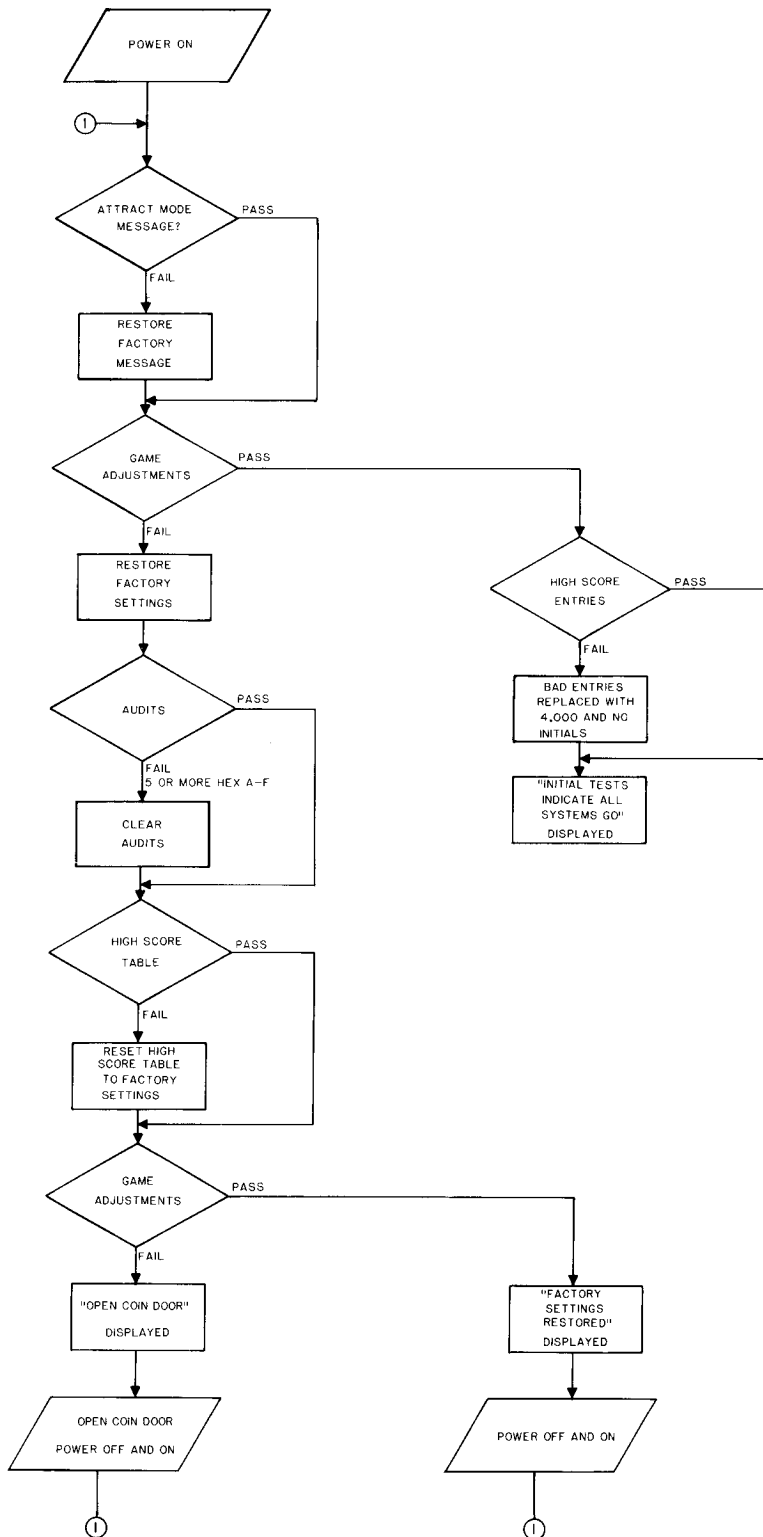 POWER ON
1
ATTRACT MODE
MESSAGE?
PASS
FAIL
RESTORE
FACTORY
MESSAGE
GAME
ADJUSTMENTS
PASS
FAIL
RESTORE
FACTORY
SETTINGS
HIGH SCORE
ENTRIES
PASS
FAIL
BAD ENTRIES
REPLACED WITH
4,000 AND NO
INITIALS
"INITIAL TESTS
INDICATE ALL
SYSTEMS GO"
DISPLAYED
AUDITS
PASS
FAIL
5 OR MORE HEX A-F
CLEAR
AUDITS
HIGH SCORE
TABLE
PASS
FAIL
RESET HIGH
SCORE TABLE
TO FACTORY
SETTINGS
GAME
ADJUSTMENTS
PASS
FAIL
"OPEN COIN DOOR"
DISPLAYED
"FACTORY
SETTINGS
RESTORED"
DISPLAYED
OPEN COIN DOOR
POWER OFF AND ON
POWER OFF AND ON
1
1